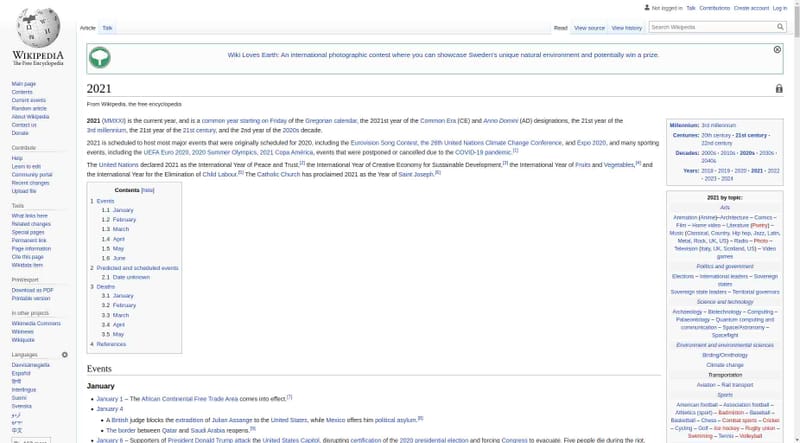 Not logged in Talk Contributions Create account Log in
Article Talk Read View source View history Search Wikipedia
WIKIPEDIA
The Free Encyclopedia
Main page
Contents
Current events
Random article
About Wikipedia
Contact us
Donate
Contribute
Help
Learn to edit
Community portal
Recent changes
Upload file
Tools
What links here
Related changes
Special pages
Permanent link
Page information
Cite this page
Wikidata item
Print/export
Download as PDF
Printable version
In other projects
Wikimedia Commons
Wikinews
Wikiquote
Languages
Davvisámegiella
Español
हिन्दी
Interlingua
Suomi
Svenska
اردو
中文
Wiki Loves Earth: An international photographic contest where you can showcase Sweden's unique natural environment and potentially win a prize.
2021
From Wikipedia, the free encyclopedia
2021 (MMXXI) is the current year, and is a common year starting on Friday of the Gregorian calendar, the 2021st year of the Common Era (CE) and Anno Domini (AD) designations, the 21st year of the
3rd millennium, the 21st year of the 21st century, and the 2nd year of the 2020s decade.
2021 is scheduled to host most major events that were originally scheduled for 2020, including the Eurovision Song Contest, the 26th United Nations Climate Change Conference, and Expo 2020, and many sporting
events, including the UEFA Euro 2020, 2020 Summer Olympics, 2021 Copa América, events that were postponed or cancelled due to the COVID-19 pandemic.[1]
The United Nations declared 2021 as the International Year of Peace and Trust,[2] the International Year of Creative Economy for Sustainable Development,[3] the International Year of Fruits and Vegetables,[4] and
the International Year for the Elimination of Child Labour.[5] The Catholic Church has proclaimed 2021 as the Year of Saint Joseph.[6]
Contents [hide]
1 Events
1.1 January
1.2 February
1.3 March
1.4 April
1.5 May
1.6 June
2 Predicted and scheduled events
2.1 Date unknown
3 Deaths
3.1 January
3.2 February
3.3 March
3.4 April
3.5 May
4 References
Events
January
• January 1 – The African Continental Free Trade Area comes into effect.[7]
• January 4
• A British judge blocks the extradition of Julian Assange to the United States, while Mexico offers him political asylum.[8]
• The border between Qatar and Saudi Arabia reopens.[9]
• January 6 – Supporters of President Donald Trump attack the United States Capitol, disrupting certification of the 2020 presidential election and forcing Congress to evacuate. Five people die during the riot,
Millennium: 3rd millennium
Centuries: 20th century · 21st century ·
22nd century
Decades: 2000s · 2010s · 2020s · 2030s ·
2040s
Years: 2018 · 2019 · 2020 · 2021 · 2022
· 2023 · 2024
2021 by topic:
Arts
Animation (Anime)–Architecture – Comics –
Film – Home video – Literature (Poetry) –
Music (Classical, Country, Hip hop, Jazz, Latin,
Metal, Rock, UK, US) – Radio – Photo –
Television (Italy, UK, Scotland, US) – Video
games
Politics and government
Elections – International leaders – Sovereign
states
Sovereign state leaders – Territorial governors
Science and technology
Archaeology – Biotechnology – Computing –
Palaeontology – Quantum computing and
communication – Space/Astronomy –
Spaceflight
Environment and environmental sciences
Birding/Ornithology
Climate change
Transportation
Aviation – Rail transport
Sports
American football – Association football –
Athletics (sport) – Badminton – Baseball –
Basketball – Chess – Combat sports – Cricket
– Cycling – Golf – Ice hockey – Rugby union –
Swimming – Tennis – Volleyball